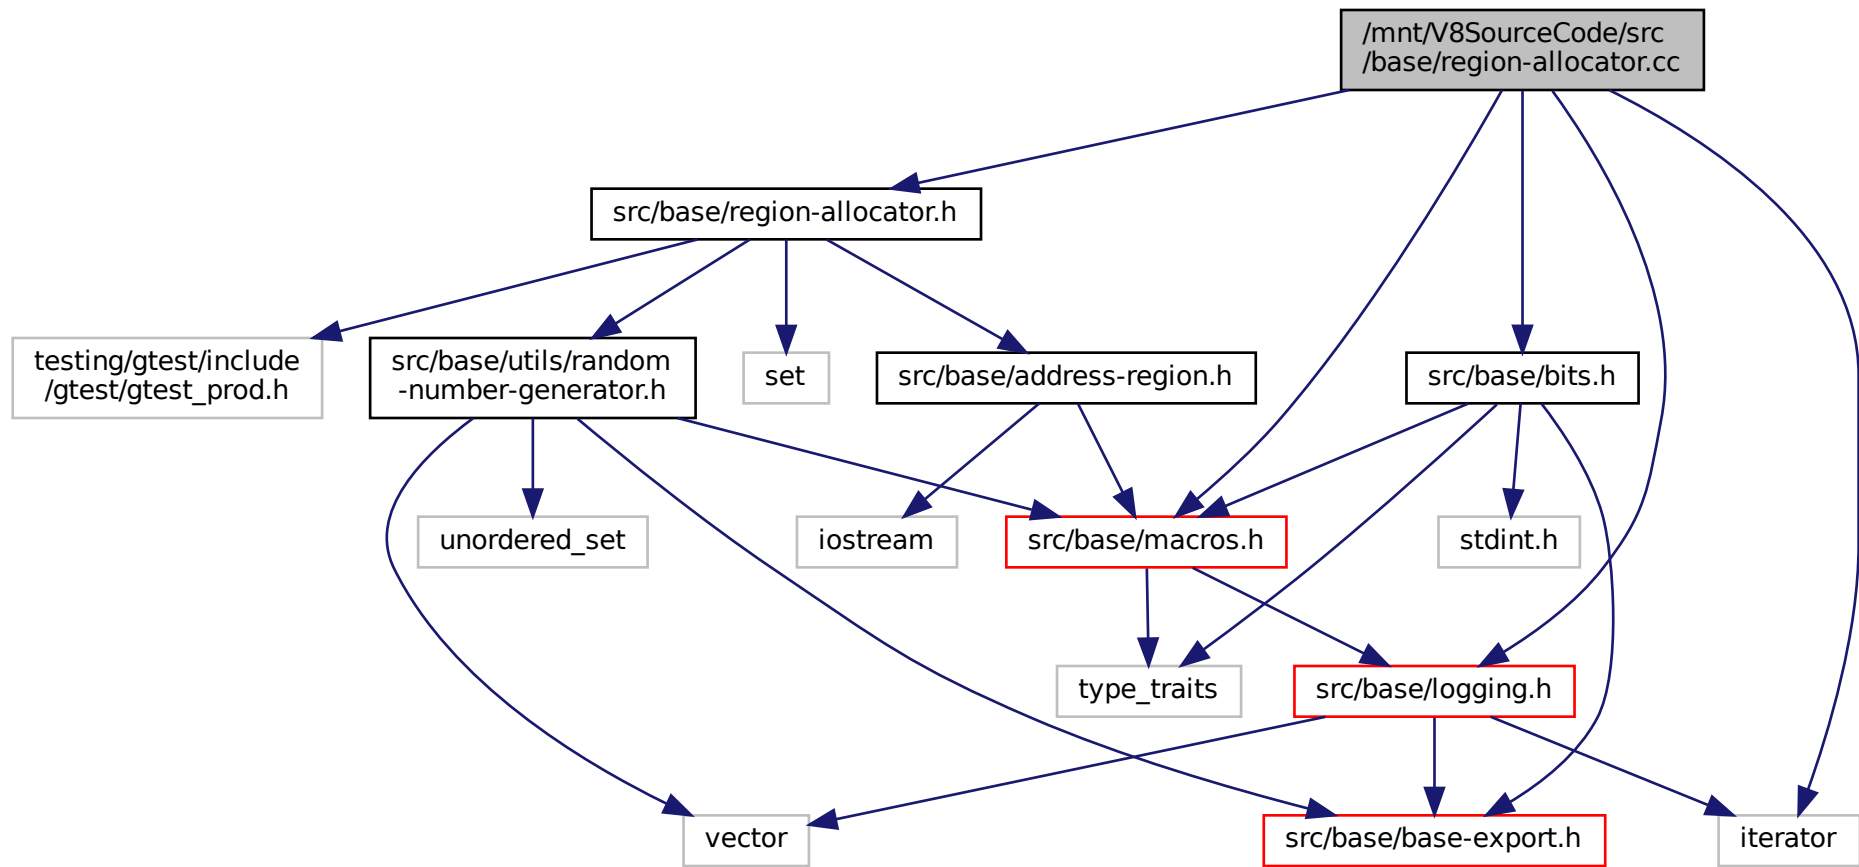 /mnt/V8SourceCode/src
/base/region-allocator.cc
src/base/region-allocator.h
testing/gtest/include
/gtest/gtest_prod.h
src/base/utils/random
-number-generator.h
set
src/base/address-region.h
src/base/bits.h
unordered_set
iostream
src/base/macros.h
stdint.h
type_traits
src/base/logging.h
vector
src/base/base-export.h
iterator